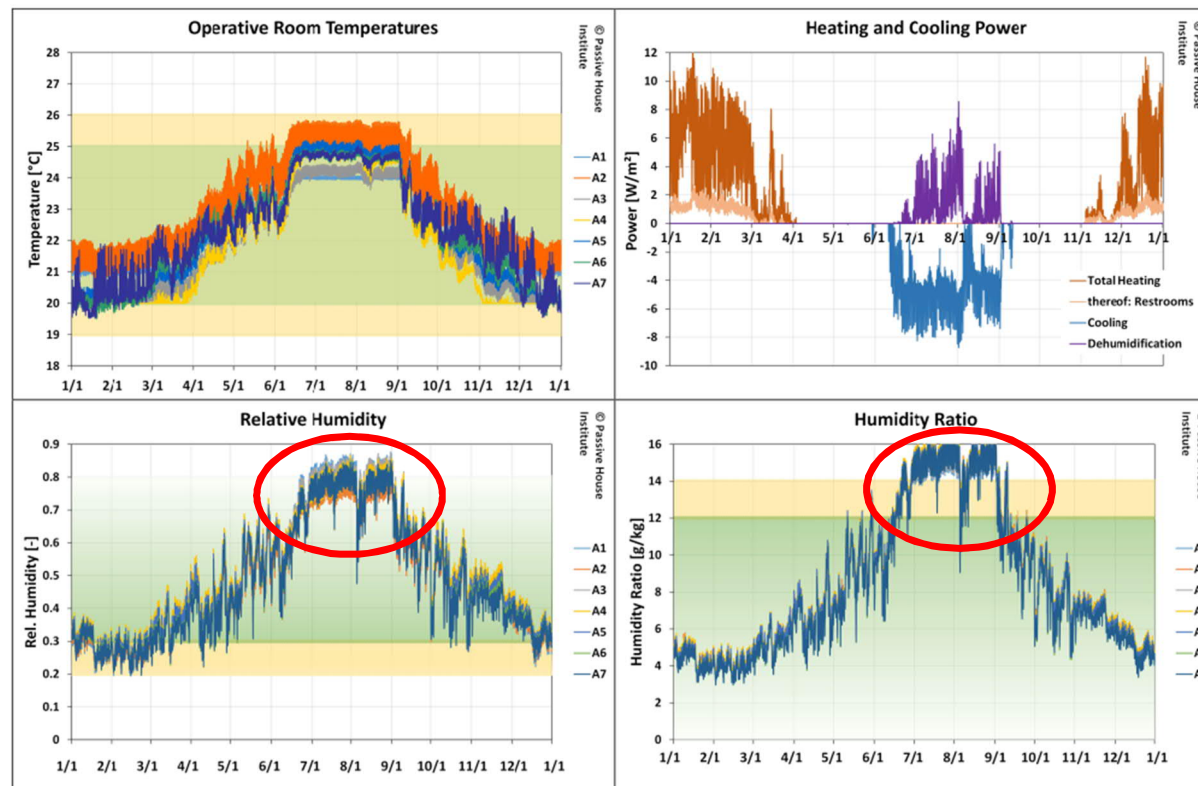 Operative Room Temperatures
© Passive House
Institute
Temperature [°C]
28
27
26
25
24
23
22
21
20
19
18
1/1 2/1 3/1 4/1 5/1 6/1 7/1 8/1 9/1 10/1 11/1 12/1 1/1
A1
A2
A3
A4
A5
A6
A7
Heating and Cooling Power
© Passive House
Institute
Power [W/m²]
12
10
8
6
4
2
0
-2
-4
-6
-8
-10
1/1 2/1 3/1 4/1 5/1 6/1 7/1 8/1 9/1 10/1 11/1 12/1 1/1
Total Heating
thereof: Restrooms
Cooling
Dehumidification
Relative Humidity
© Passive House
Institute
Rel. Humidity [-]
0.9
0.8
0.7
0.6
0.5
0.4
0.3
0.2
0.1
0
1/1 2/1 3/1 4/1 5/1 6/1 7/1 8/1 9/1 10/1 11/1 12/1 1/1
A1
A2
A3
A4
A5
A6
A7
Humidity Ratio
Institute
Humidity Ratio [g/kg]
16
14
12
10
8
6
4
2
0
1/1 2/1 3/1 4/1 5/1 6/1 7/1 8/1 9/1 10/1 11/1 12/1 1/1
A
A
A
A
A
A
A